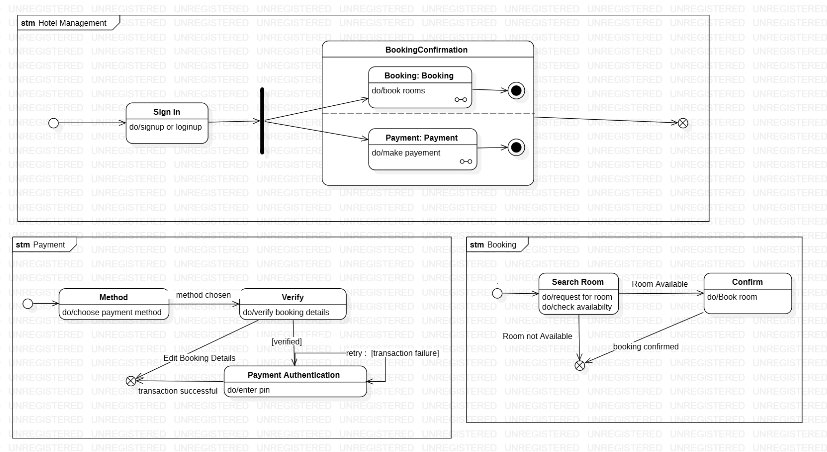 stm Hotel Management
BookingConfirmation
Booking: Booking
do/book rooms
Sign In
do/signup or loginup
Payment: Payment
do/make payement
stm Payment
Method
do/choose payment method
method chosen
Verify
do/verify booking details
[verified]
Edit Booking Details
retry : [transaction failure]
Payment Authentication
do/enter pin
transaction successful
stm Booking
Search Room
do/request for room
do/check availabilty
Room Available
Confirm
do/Book room
Room not Available
booking confirmed
UNREGISTERED